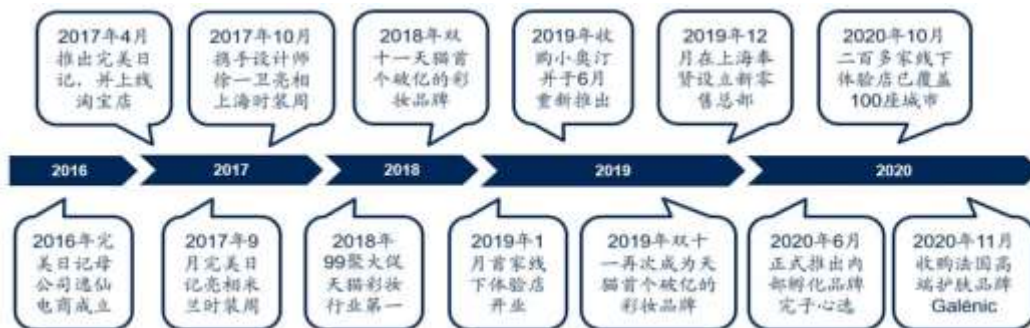 2017年4月
推出完美日
记，并上线
淘宝店
2017年10月
携手设计师
徐一卫亮相
上海时装周
2018年双
十一天猫首
个破亿的彩
妆品牌
2019年收
购小奥汀
并于6月
重新推出
2019年12
月在上海奉
贤设立新零
售总部
2020年10月
二百多家线下
体验店已覆盖
100座城市
2016
2017
2018
2019
2020
2016年完
美日记母
公司逸仙
电商成立
2017年9
月完美日
记亮相米
兰时装周
2018年
99聚大促
天猫彩妆
行业第一
2019年1
月首家线
下体验店
开业
2019年双十
一再次成为天
猫首个破亿的
彩妆品牌
2020年6月
正式推出内
部孵化品牌
完子心选
2020年11月
收购法国高
端护肤品牌
Galénic